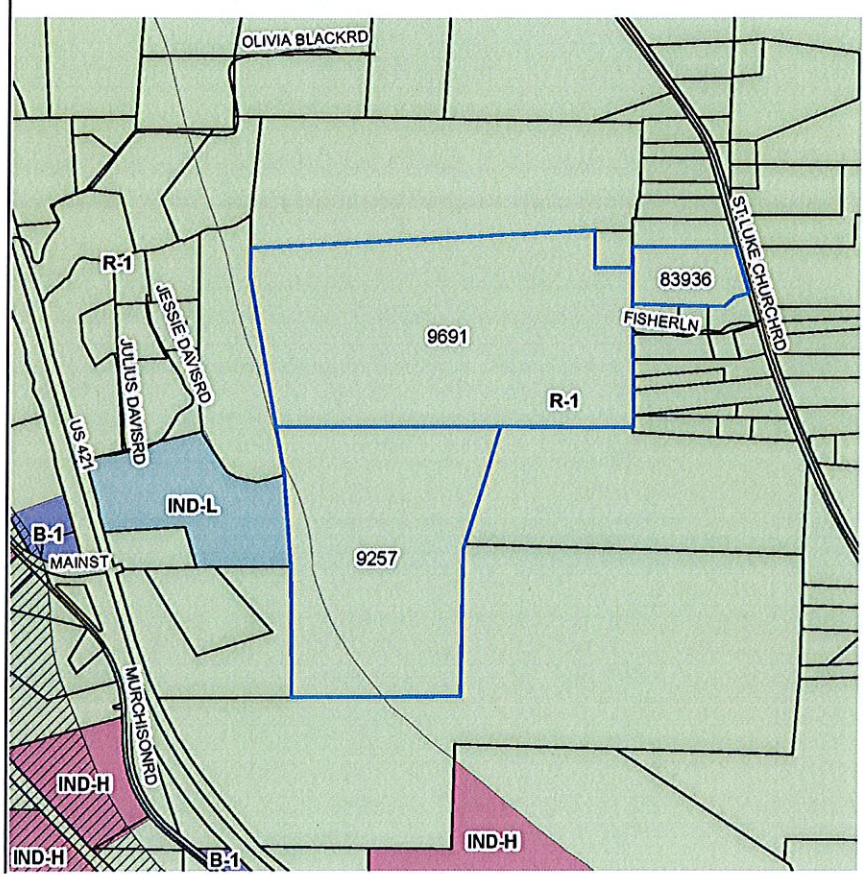 OLIVIA BLACKRD
ST. LUKE CHURCHRD
R-1
83936
JESSIE DAVISRD
FISHERLN
9691
JULIUS DAVISRD
R-1
US 421
IND-L
B-1
9257
MAINST
MURCHISONRD
IND-H
IND-H
IND-H
B-1